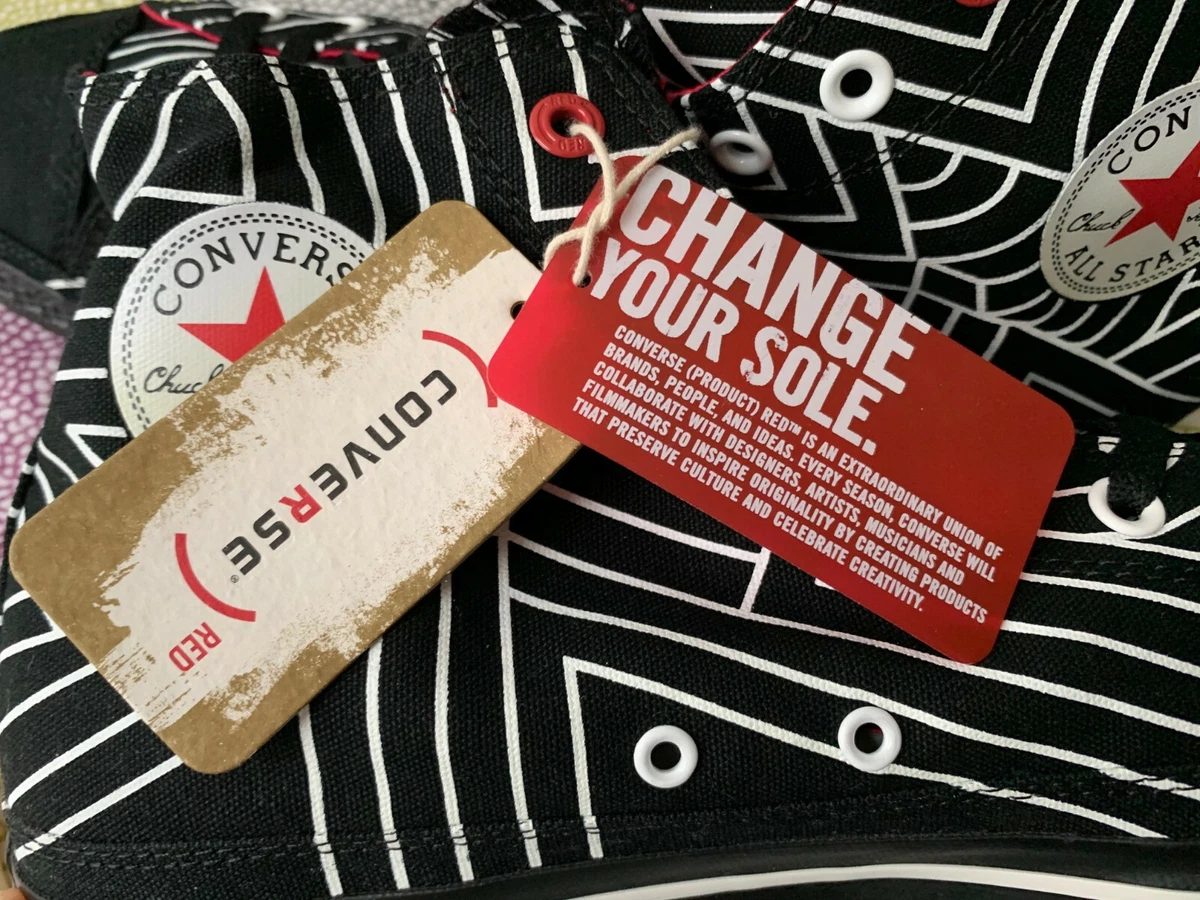 CONVERS
Chuck
CONVERSE®
RED
RED
CHANGE
YOUR SOLE.
CONVERSE (PRODUCT) RED™ IS AN EXTRAORDINARY UNION OF
BRANDS, PEOPLE, AND IDEAS. EVERY SEASON, CONVERSE WILL
COLLABORATE WITH DESIGNERS, ARTISTS, MUSICIANS AND
FILMMAKERS TO INSPIRE ORIGINALITY BY CREATING PRODUCTS
THAT PRESERVE CULTURE AND CELEBRATE CREATIVITY.
CON
Chuck
ALL STAR